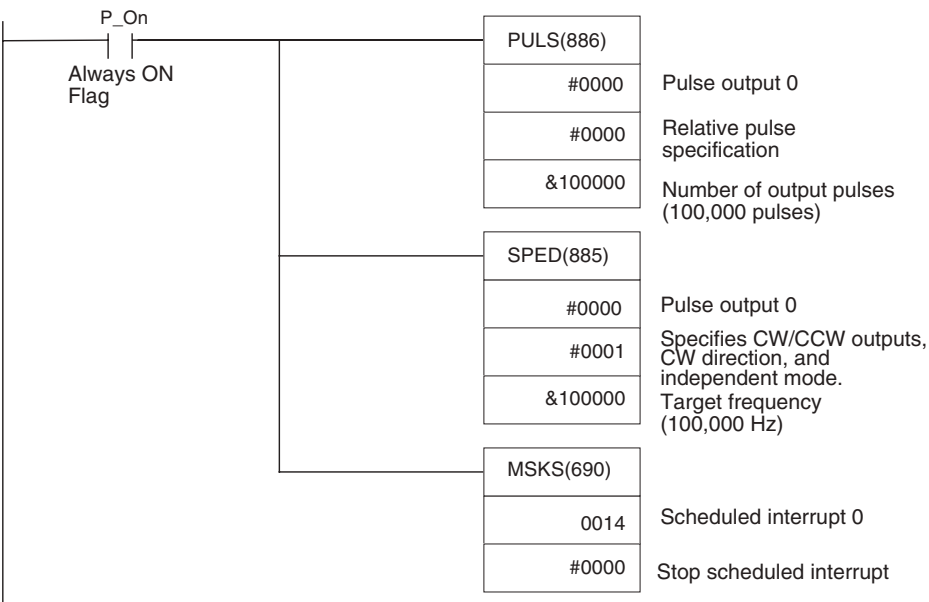 P_On
Always ON
Flag
PULS(886)
#0000 Pulse output 0
#0000 Relative pulse
specification
&100000 Number of output pulses
(100,000 pulses)
SPED(885)
#0000 Pulse output 0
#0001 Specifies CW/CCW outputs,
CW direction, and
independent mode.
&100000 Target frequency
(100,000 Hz)
MSKS(690)
0014 Scheduled interrupt 0
#0000 Stop scheduled interrupt